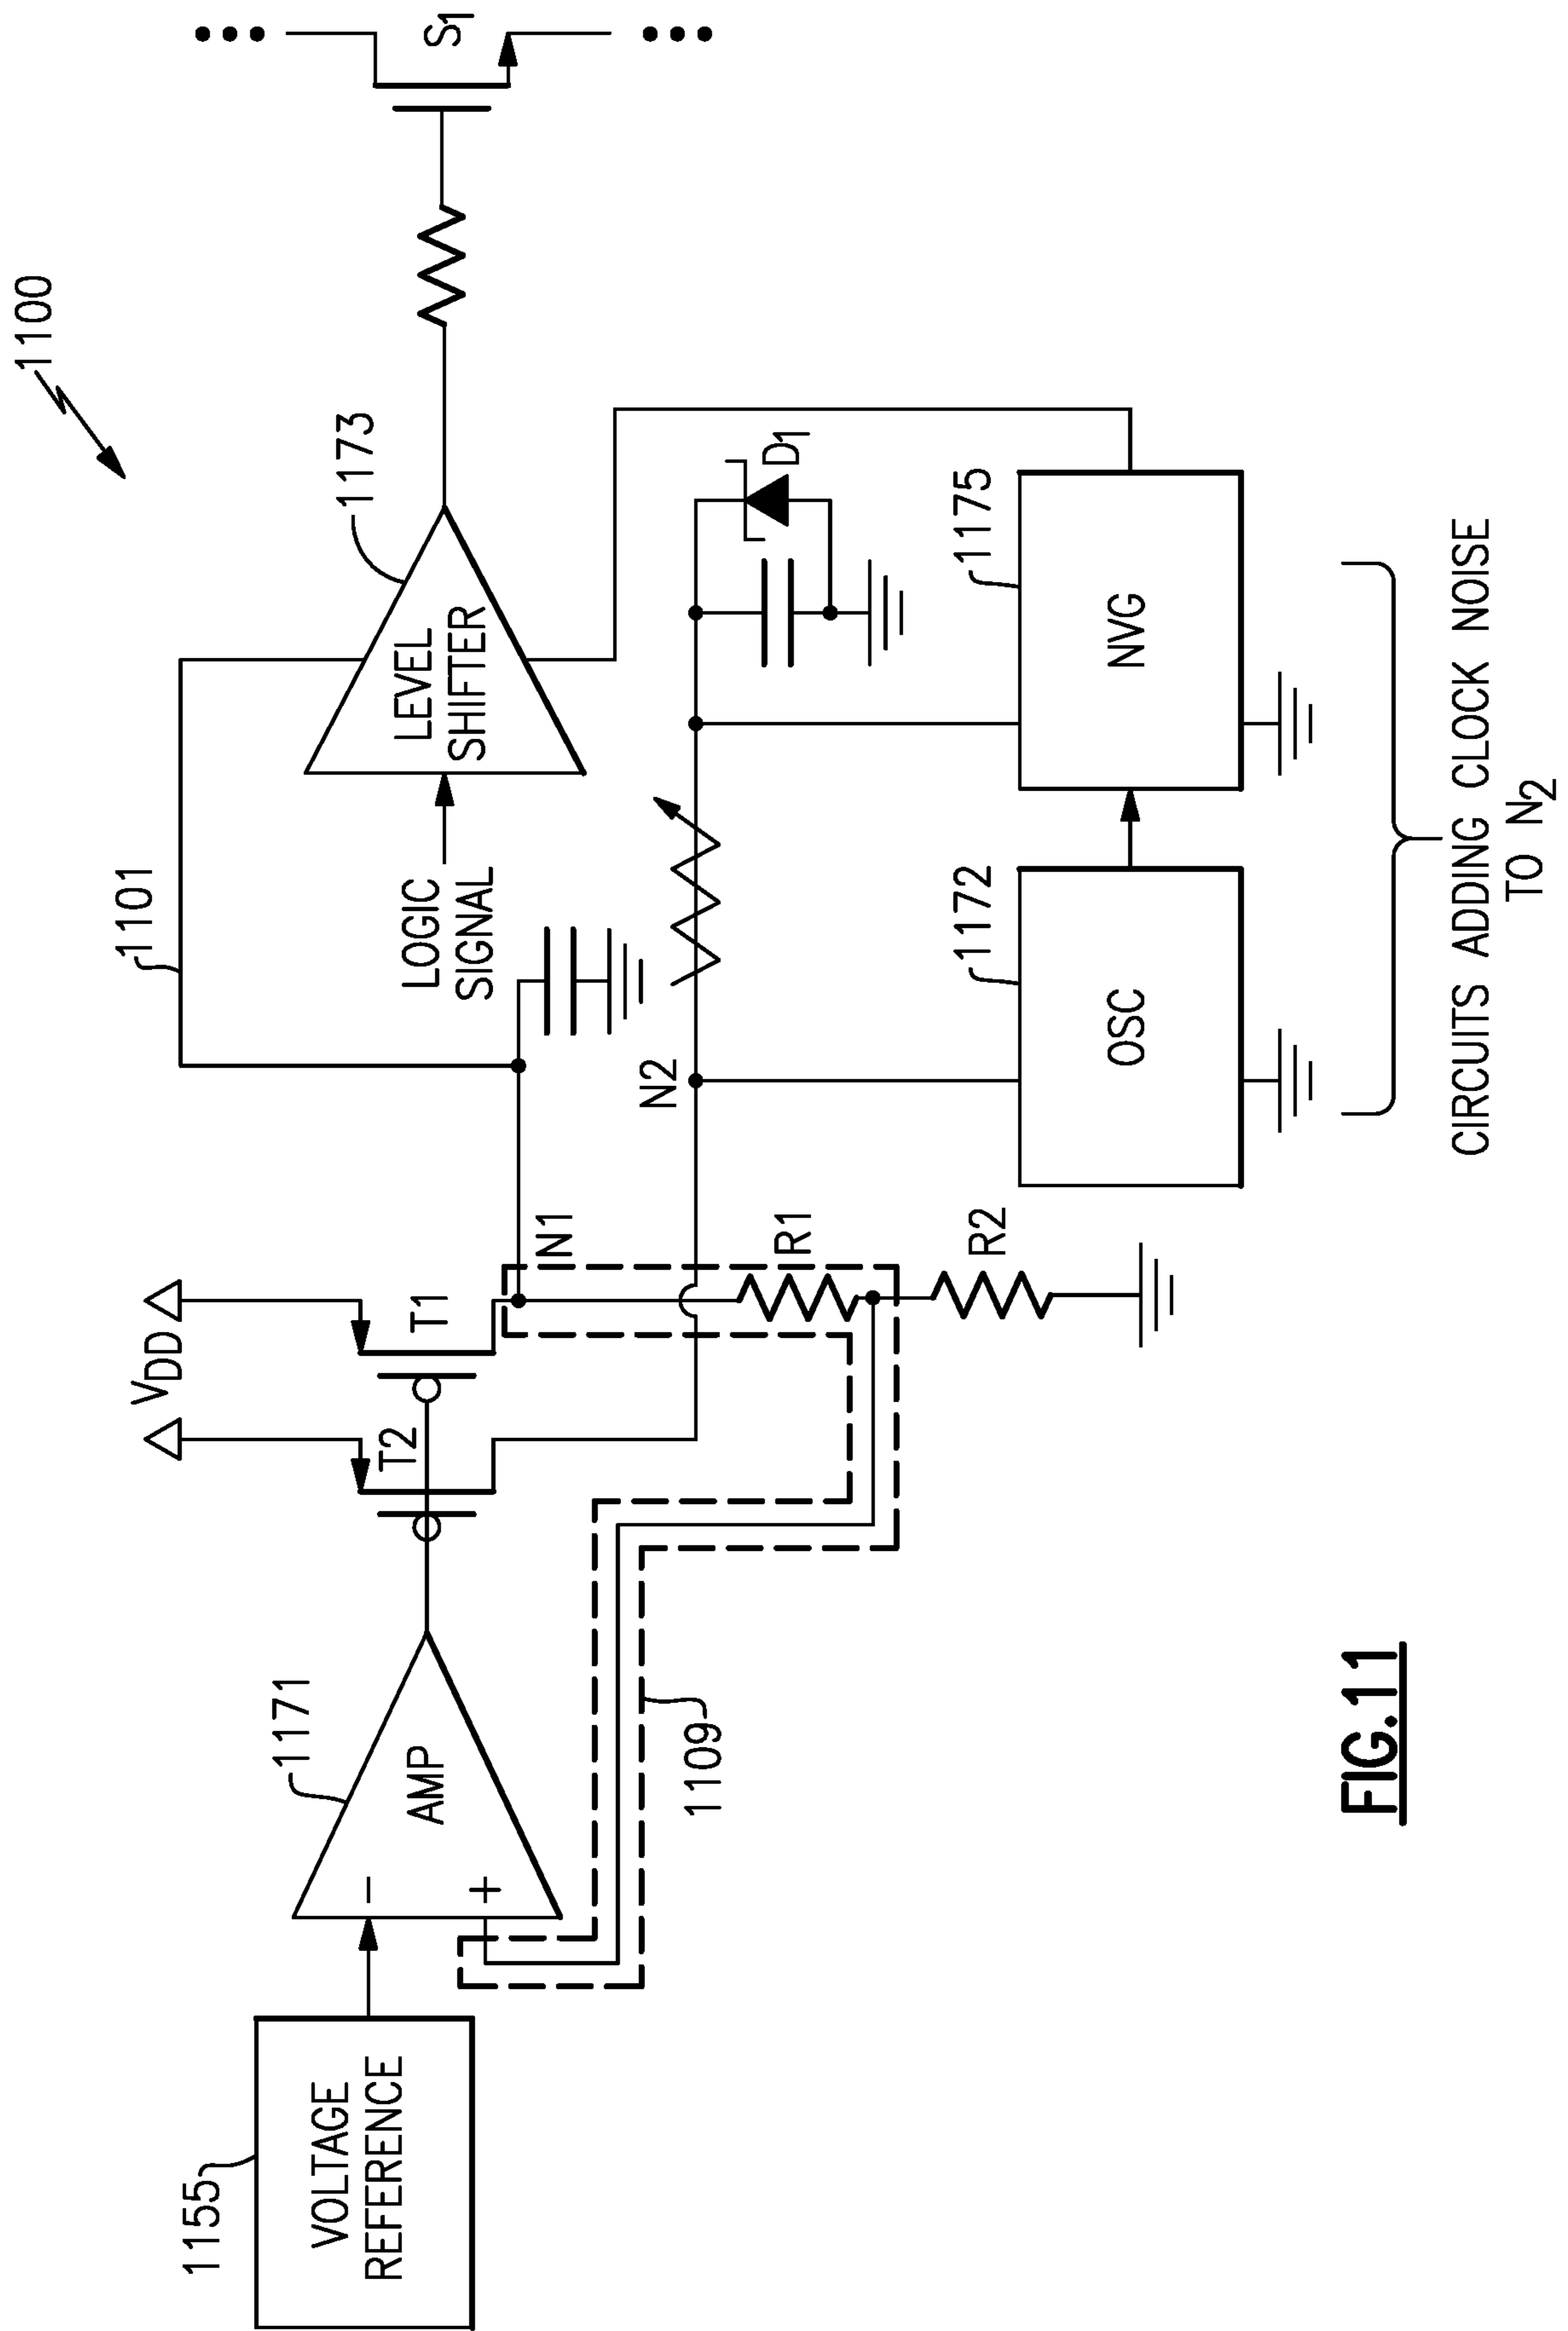 1100
1155
VOLTAGE
REFERENCE
1171
AMP
−
+
1109
VDD
T2
T1
N1
R1
R2
1101
LOGIC
SIGNAL
LEVEL
SHIFTER
1173
S1
N2
D1
1172
OSC
1175
NVG
CIRCUITS ADDING CLOCK NOISE
TO N2
FIG.11